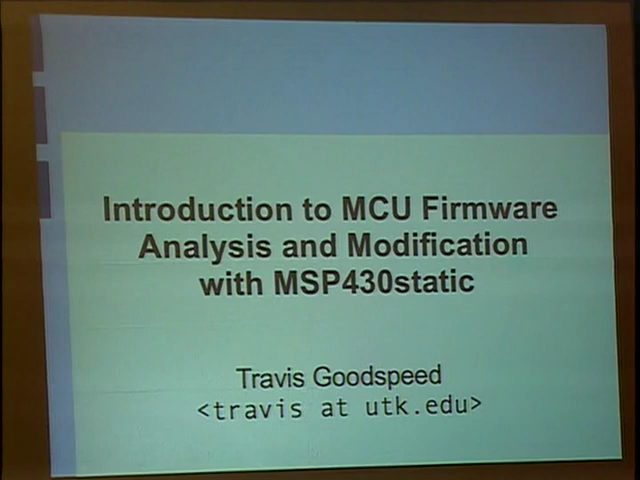 Introduction to MCU Firmware
Analysis and Modification
with MSP430static
Travis Goodspeed
<travis at utk.edu>